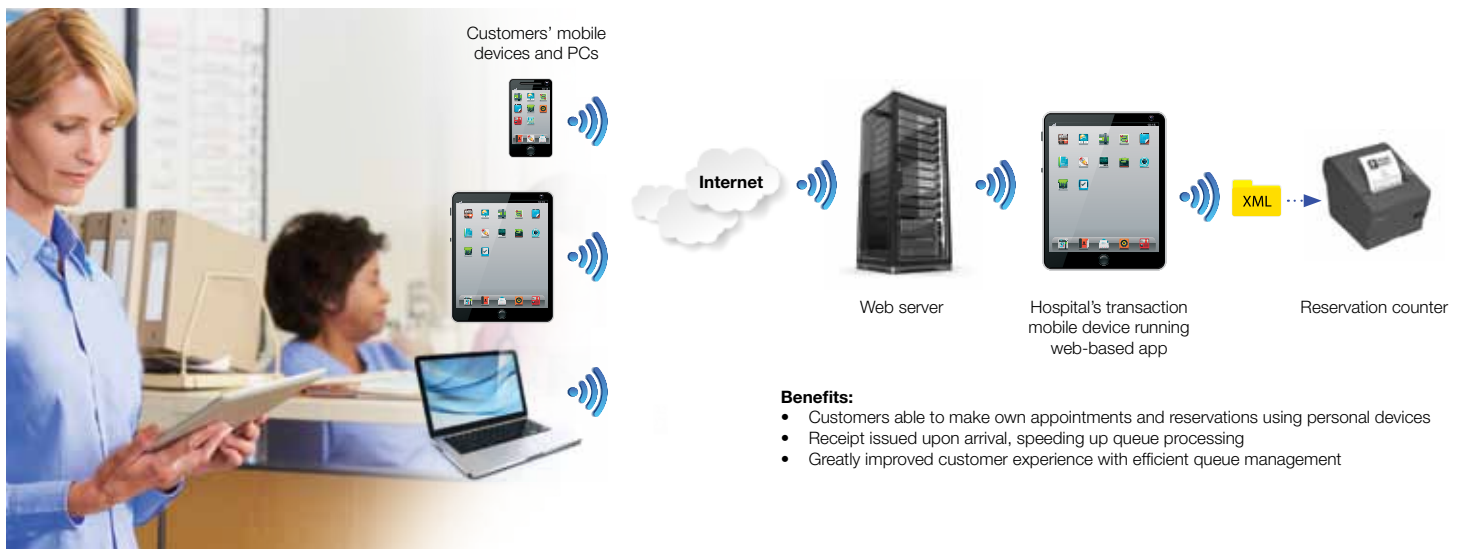 Customers’ mobile
devices and PCs
Internet
XML
Web server
Hospital’s transaction
mobile device running
web-based app
Reservation counter
Benefits:
• Customers able to make own appointments and reservations using personal devices
• Receipt issued upon arrival, speeding up queue processing
• Greatly improved customer experience with efficient queue management